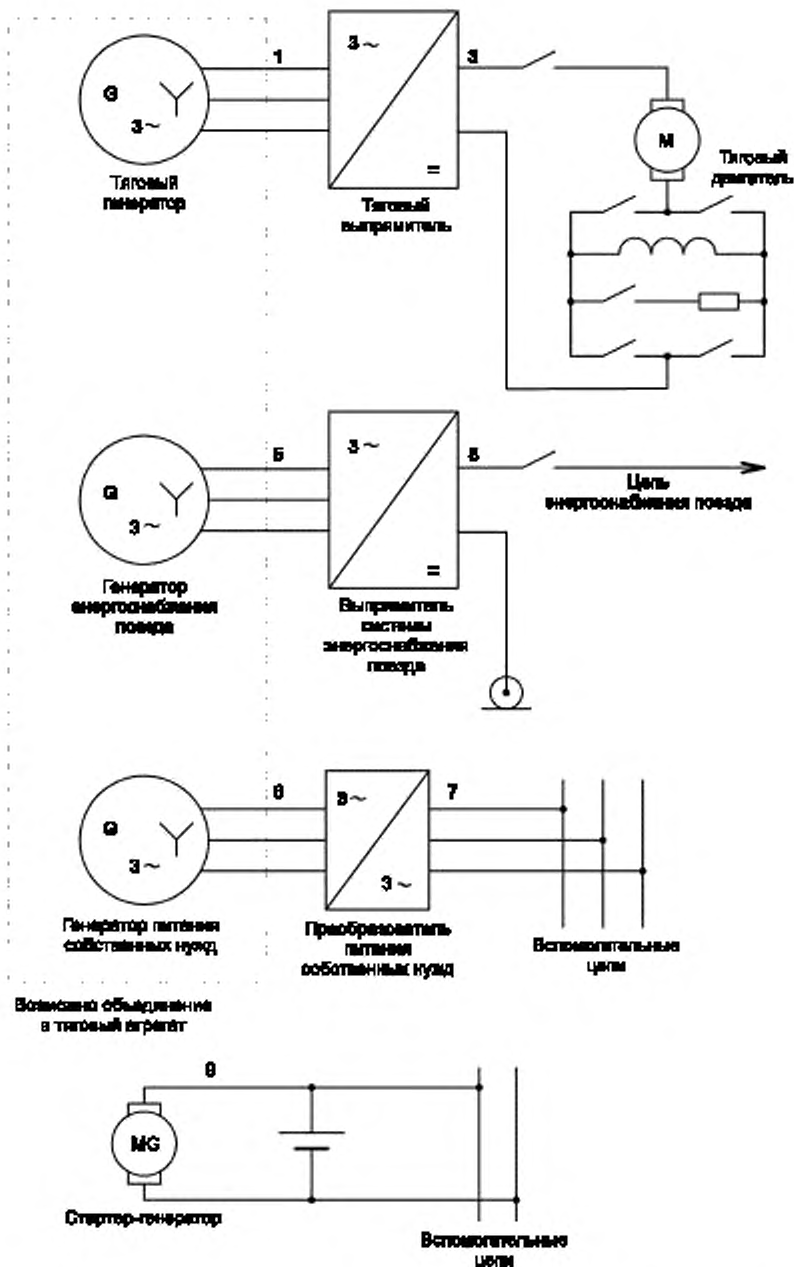 1
3 ~
3
G
3 ~
=
M
Тяговый
генератор
Тяговый
выпрямитель
Тяговый
двигатель
5
3 ~
G
3 ~
=
Цепь
энергоснабжения поезда
Генератор
энергоснабжения
поезда
Выпрямитель
системы
энергоснабжения
поезда
6
3 ~
7
G
3 ~
3 ~
Генератор питания
собственных нужд
Преобразователь
питания
собственных нужд
Вспомогательные
цепи
Возможно объединение
в тяговый агрегат
9
MG
Стартер-генератор
Вспомогательные
цепи